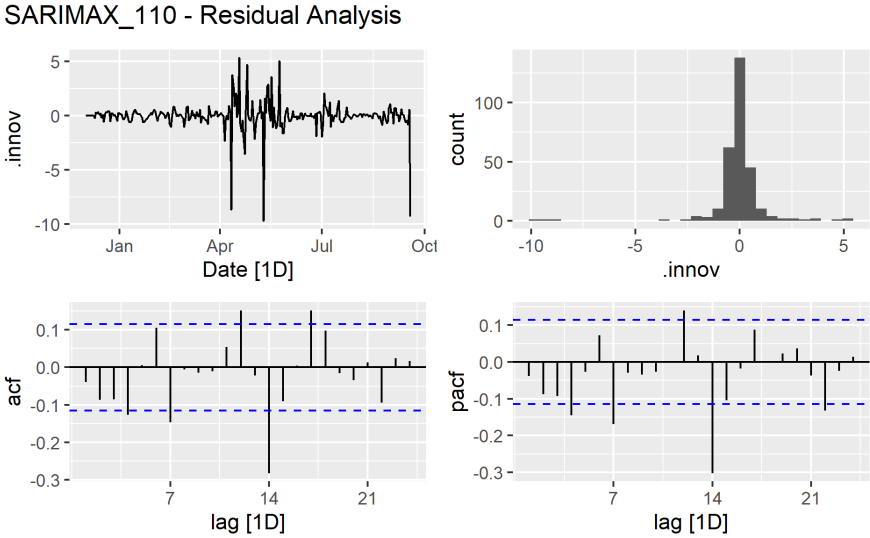 SARIMAX_110 - Residual Analysis
5
0
-5
-10
.innov
Jan Apr Jul Oct
Date [1D]
100
50
0
count
-10 -5 0 5
.innov
0.1
0.0
-0.1
-0.2
-0.3
acf
7 14 21
lag [1D]
0.1
0.0
-0.1
-0.2
-0.3
pacf
7 14 21
lag [1D]